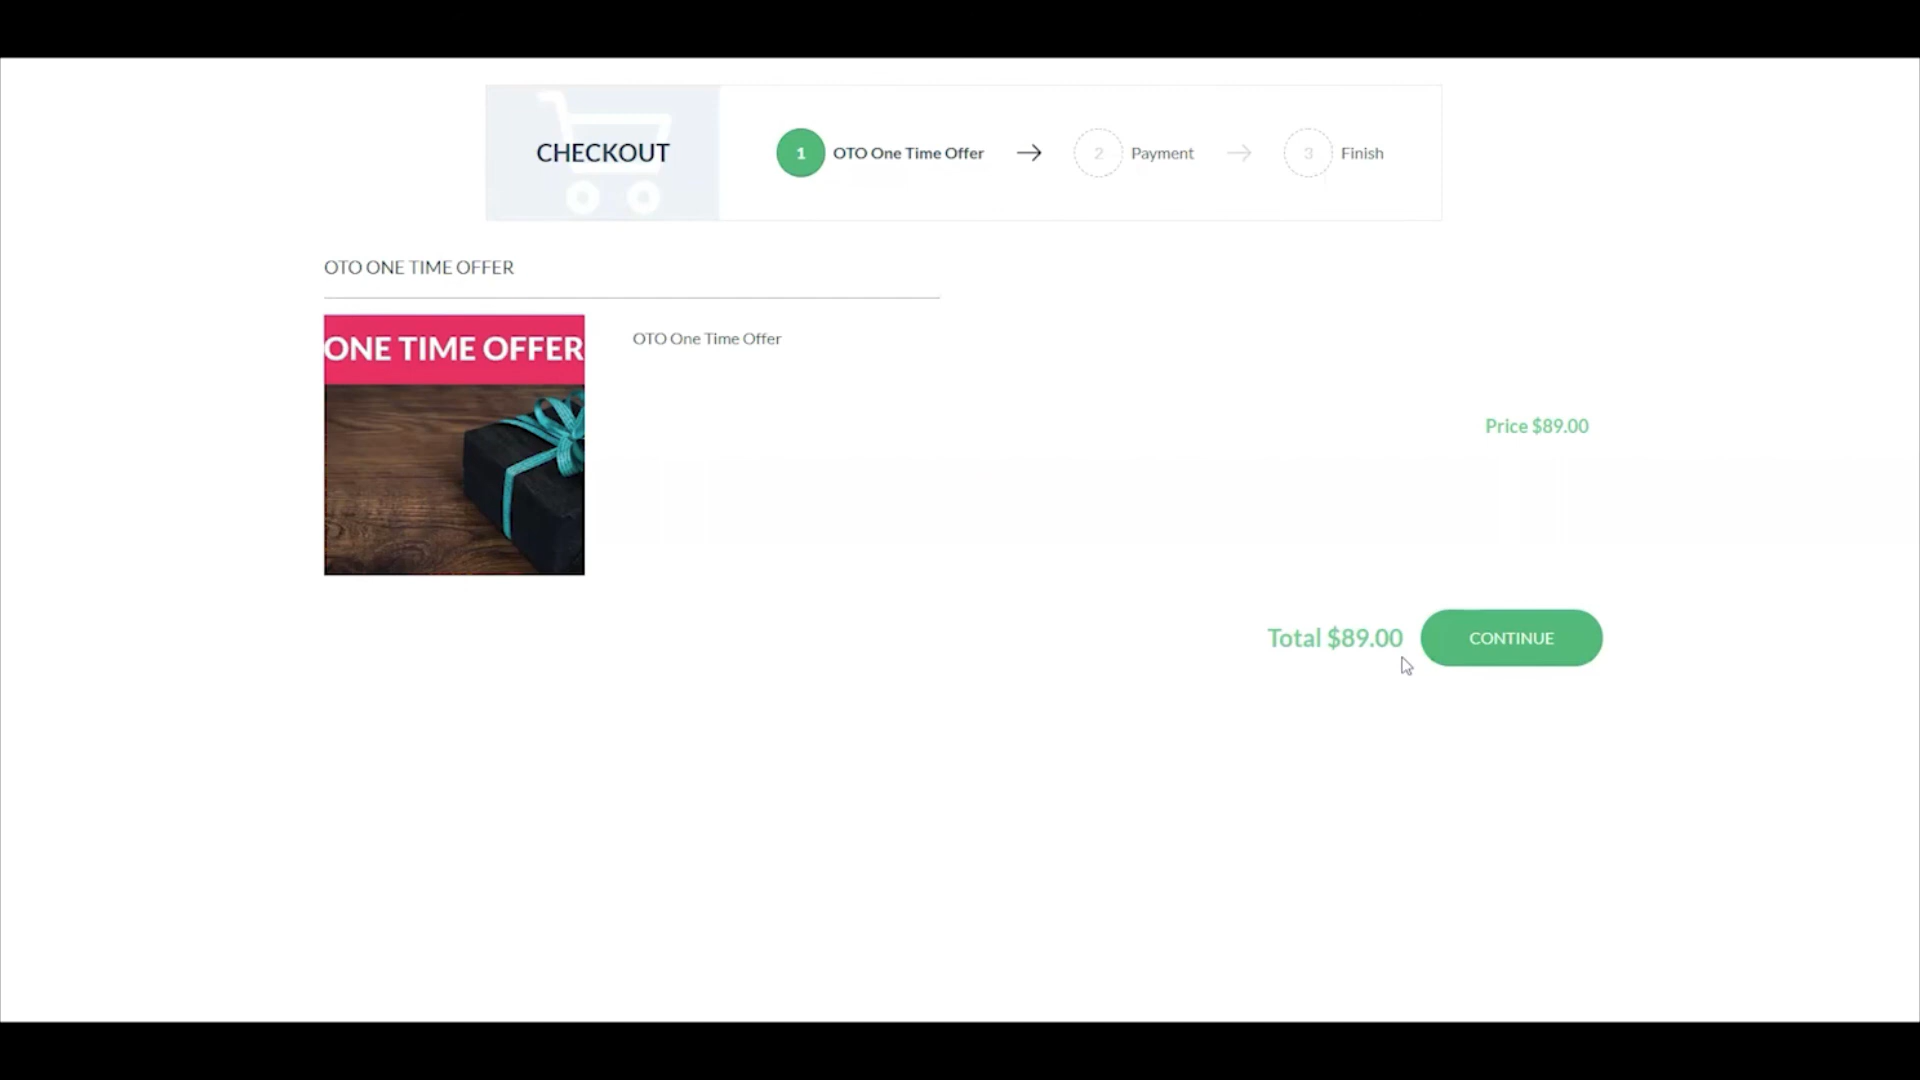 CHECKOUT
1 OTO One Time Offer → 2 Payment → 3 Finish
OTO ONE TIME OFFER
ONE TIME OFFER
OTO One Time Offer
Price $89.00
Total $89.00
CONTINUE